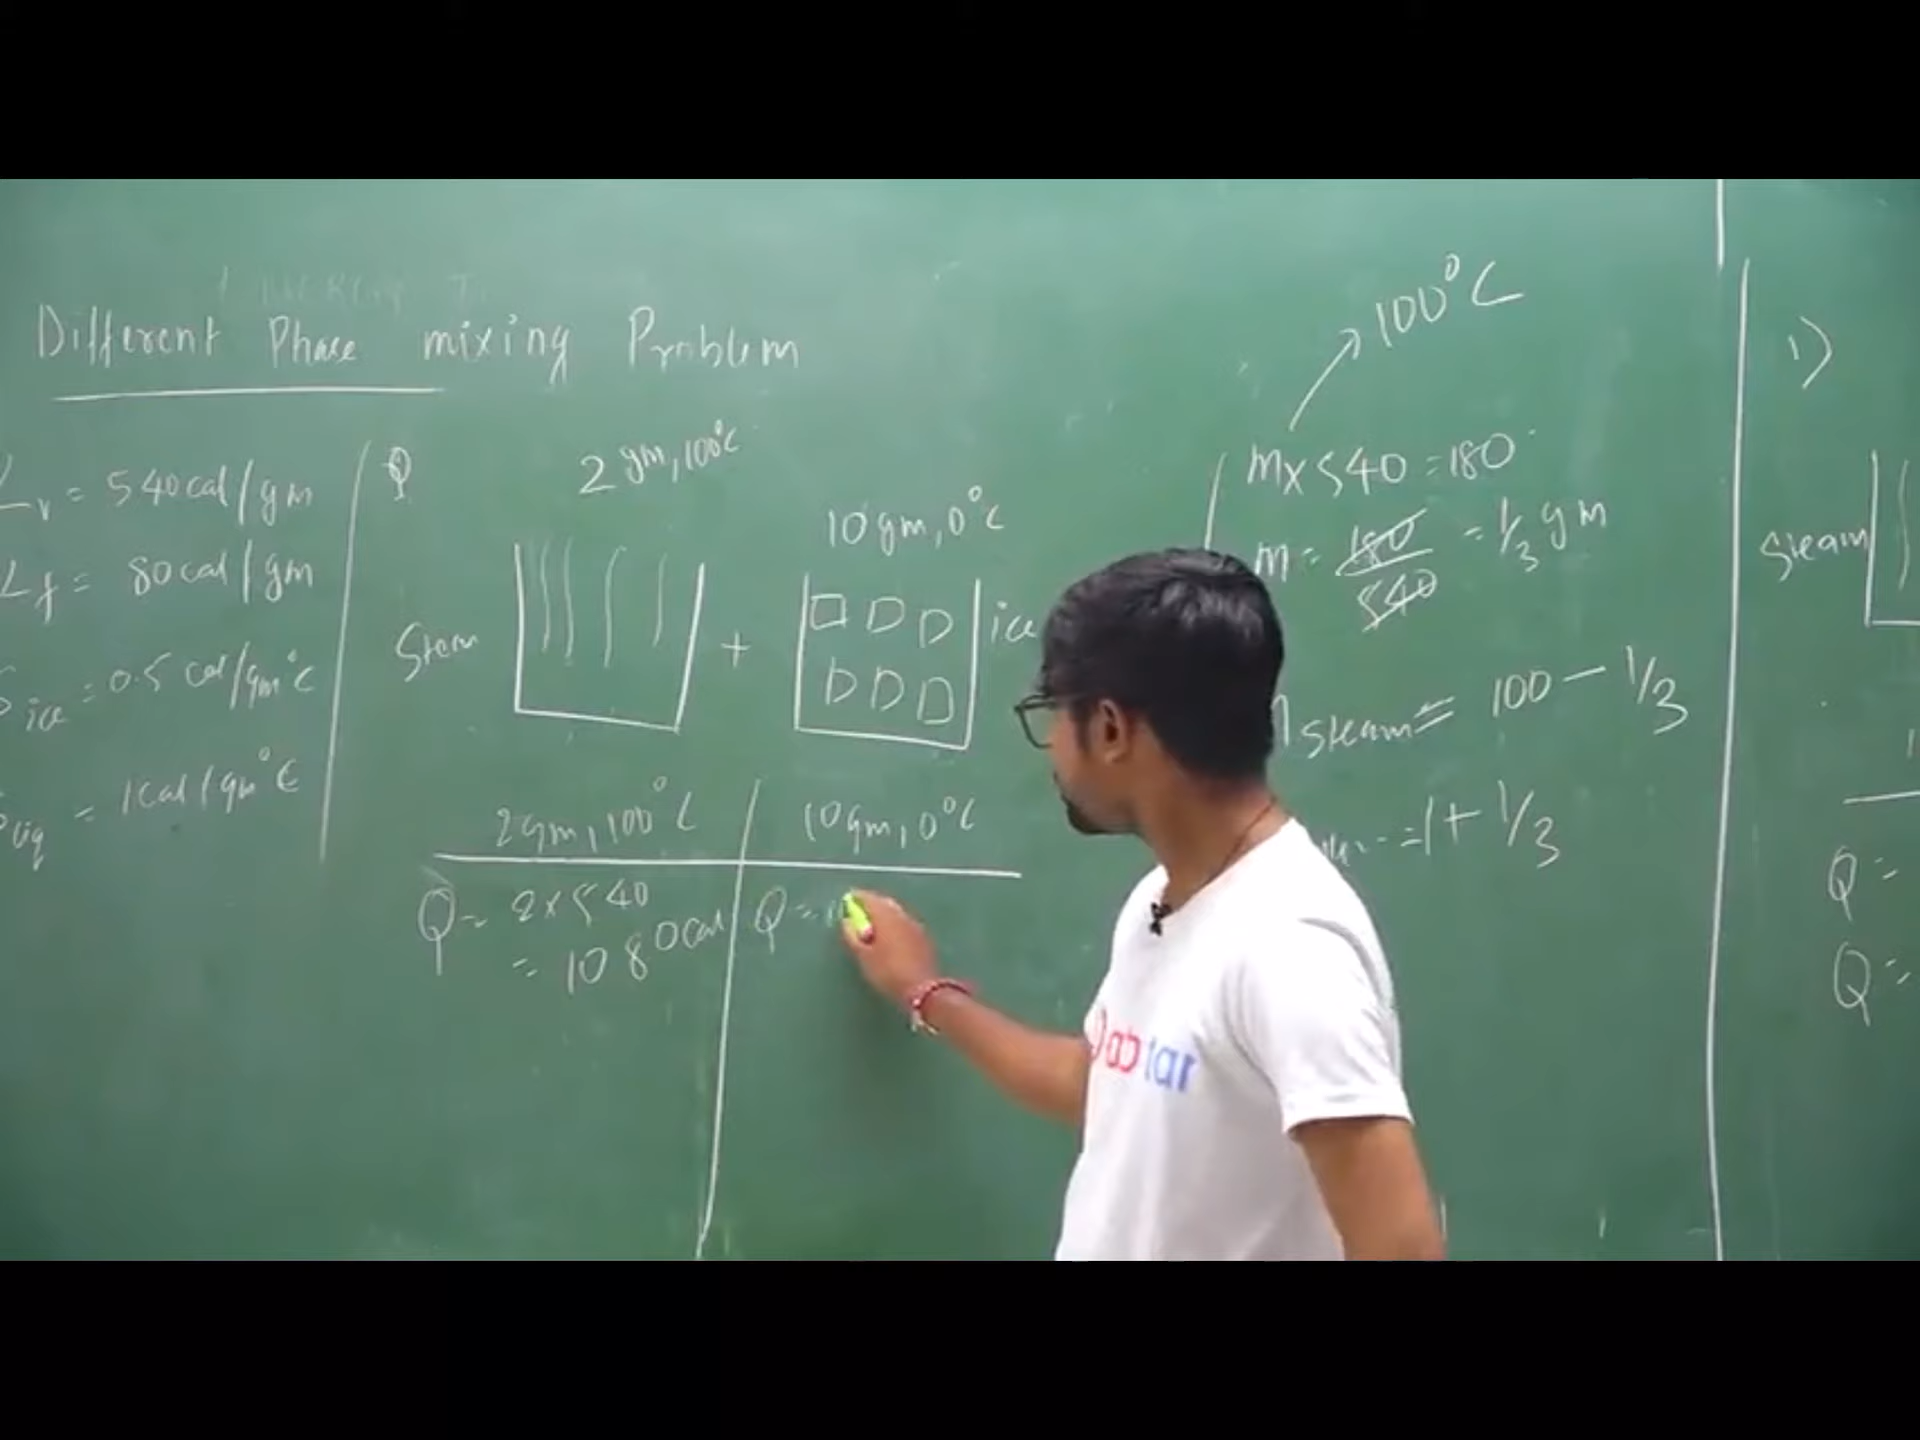 Different Phase mixing Problem
Lv = 540 cal/gm
Lf = 80 cal/gm
S ice = 0.5 cal/gm°C
liq = 1 cal/gm°C
Q
2 gm, 100°C
10 gm, 0°C
Steam
+
ice
2 gm, 100°C
10 gm, 0°C
Q = 2×540
= 1080 cal
Q =
100°C
m×540 = 180
m = 180/540 = 1/3 gm
steam = 100 - 1/3
= 1 + 1/3
1)
Steam
Q =
Q =